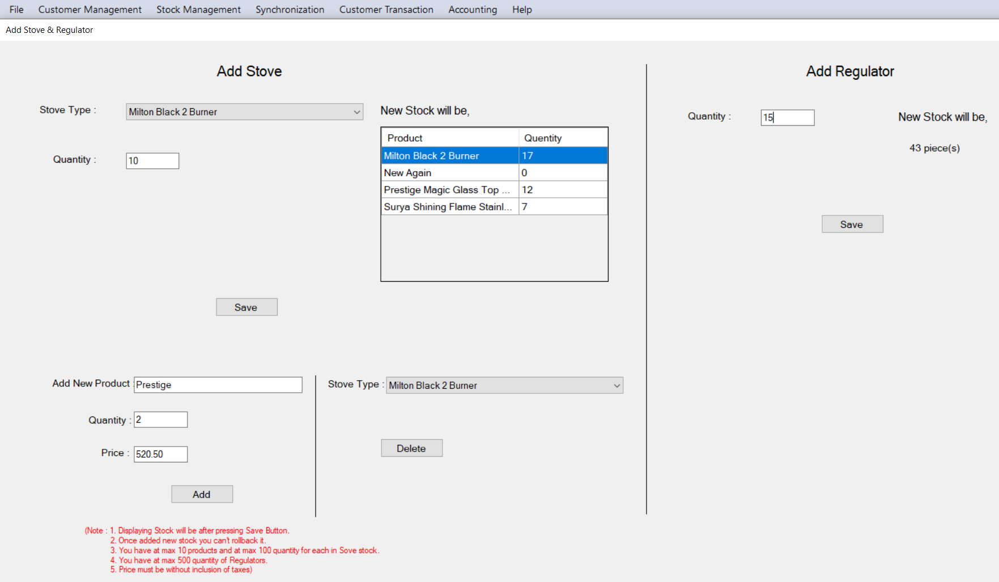 File Customer Management Stock Management Synchronization Customer Transaction Accounting Help
Add Stove & Regulator
Add Stove
Stove Type : Milton Black 2 Burner
Quantity : 10
New Stock will be,
Product Quentity
Milton Black 2 Burner 17
New Again 0
Prestige Magic Glass Top ... 12
Surya Shining Flame Stainl... 7
Save
Add New Product : Prestige
Quantity : 2
Price : 520.50
Add
Stove Type : Milton Black 2 Burner
Delete
(Note : 1. Displaying Stock will be after pressing Save Button.
2. Once added new stock you can't rollback it.
3. You have at max 10 products and at max 100 quantity for each in Sove stock.
4. You have at max 500 quantity of Regulators.
5. Price must be without inclusion of taxes)
Add Regulator
Quantity : 15
New Stock will be,
43 piece(s)
Save